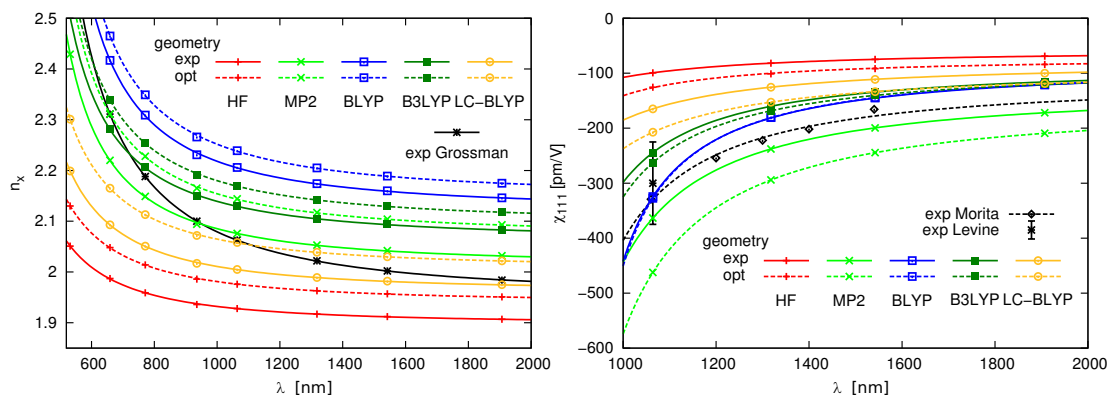 2.5
2.4
2.3
2.2
2.1
2
1.9
n_x
600 800 1000 1200 1400 1600 1800 2000
λ [nm]
geometry
exp
opt
HF MP2 BLYP B3LYP LC−BLYP
exp Grossman
0
−100
−200
−300
−400
−500
−600
χ_111 [pm/V]
1000 1200 1400 1600 1800 2000
λ [nm]
exp Morita
exp Levine
geometry
exp
opt
HF MP2 BLYP B3LYP LC−BLYP